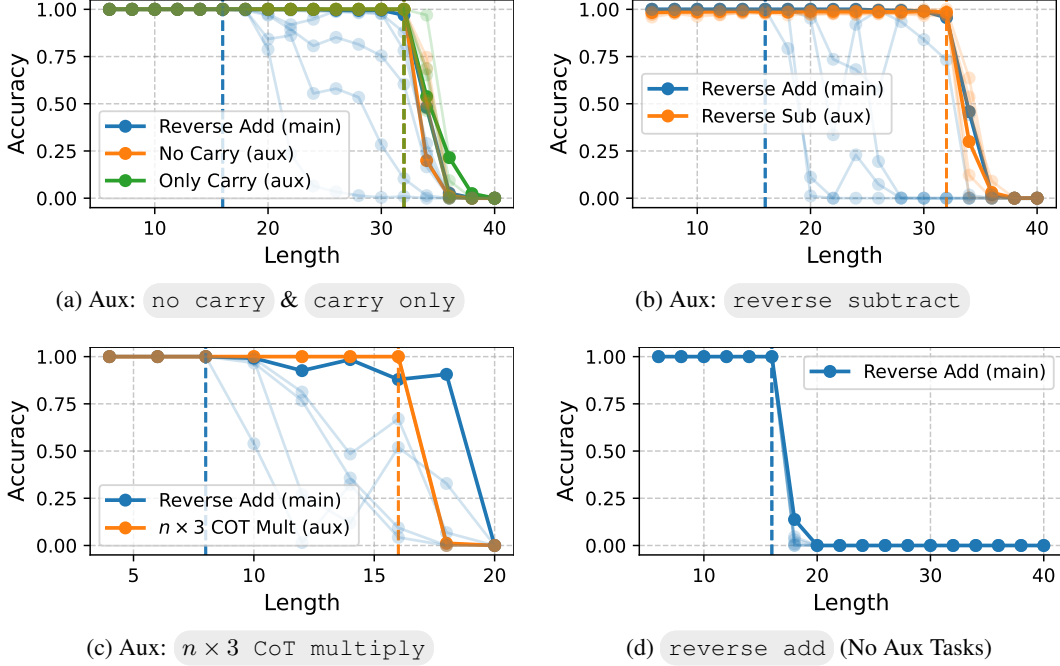 1.00
0.75
0.50
0.25
0.00
Accuracy
Reverse Add (main)
No Carry (aux)
Only Carry (aux)
10 20 30 40
Length
(a) Aux: no carry & carry only
1.00
0.75
0.50
0.25
0.00
Accuracy
Reverse Add (main)
Reverse Sub (aux)
10 20 30 40
Length
(b) Aux: reverse subtract
1.00
0.75
0.50
0.25
0.00
Accuracy
Reverse Add (main)
n × 3 COT Mult (aux)
5 10 15 20
Length
(c) Aux: n × 3 CoT multiply
1.00
0.75
0.50
0.25
0.00
Accuracy
Reverse Add (main)
10 20 30 40
Length
(d) reverse add (No Aux Tasks)